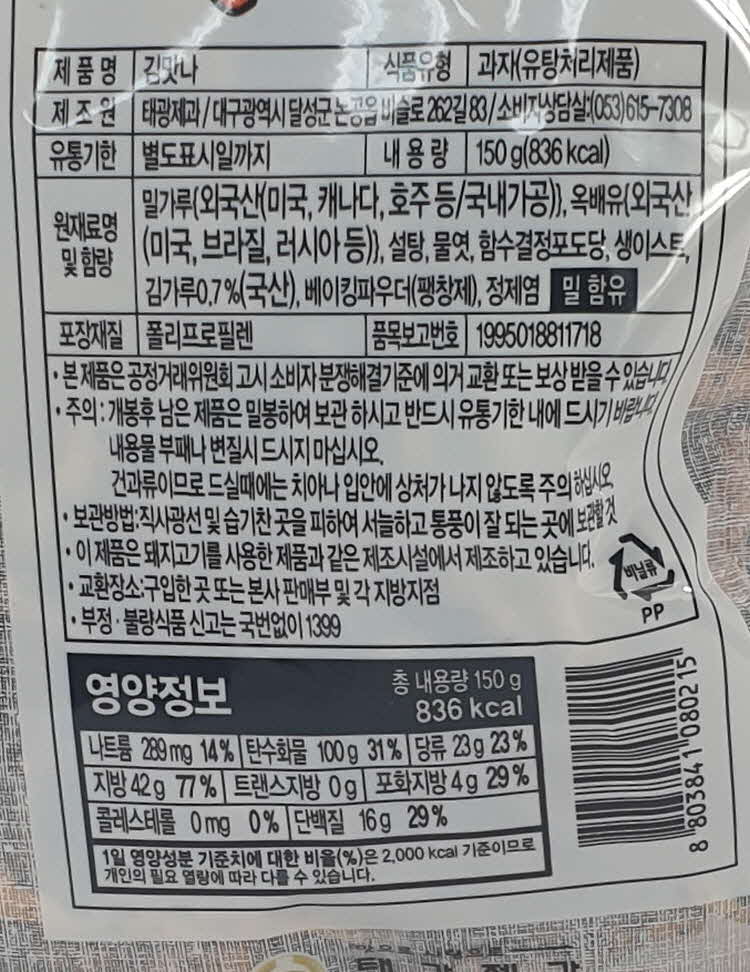 제품명 김맛나 식품유형 과자(유탕처리제품)
제조원 태광제과/대구광역시 달성군 논공읍 비슬로 262길 83/소비자상담실:(053)615-7308
유통기한 별도표시일까지 내용량 150g(836kcal)
원재료명 및 함량
밀가루{외국산(미국, 캐나다, 호주 등/국내가공)}, 옥배유{외국산
(미국, 브라질, 러시아 등)}, 설탕, 물엿, 함수결정포도당, 생이스트,
김가루0.7%(국산), 베이킹파우더(팽창제), 정제염 밀 함유
포장재질 폴리프로필렌 품목보고번호 1995018811718
• 본 제품은 공정거래위원회 고시 소비자 분쟁해결기준에 의거 교환 또는 보상 받을 수 있습니다.
• 주의 : 개봉후 남은 제품은 밀봉하여 보관 하시고 반드시 유통기한 내에 드시기 바랍니다.
내용물 부패나 변질시 드시지 마십시오.
건과류이므로 드실때에는 치아나 입안에 상처가 나지 않도록 주의 하십시오.
• 보관방법:직사광선 및 습기찬 곳을 피하여 서늘하고 통풍이 잘 되는 곳에 보관할 것
• 이 제품은 돼지고기를 사용한 제품과 같은 제조시설에서 제조하고 있습니다.
• 교환장소:구입한 곳 또는 본사 판매부 및 각 지방지점
• 부정·불량식품 신고는 국번없이 1399
비닐류
PP
영양정보 총 내용량 150 g
836 kcal
나트륨 289mg 14% 탄수화물 100g 31% 당류 23g 23%
지방 42g 77% 트랜스지방 0g 포화지방 4g 29%
콜레스테롤 0mg 0% 단백질 16g 29%
1일 영양성분 기준치에 대한 비율(%)은 2,000 kcal 기준이므로
개인의 필요 열량에 따라 다를 수 있습니다.
8 803841 080215